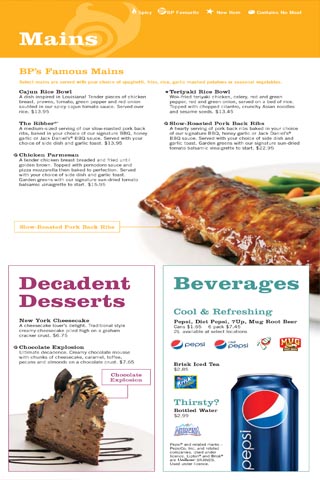 Spicy BP Favourite New Item Contains No Meat
Mains
BP's Famous Mains
Select mains are served with your choice of spaghetti, fries, rice, garlic mashed potatoes or seasonal vegetables.
Cajun Rice Bowl
A dish inspired in Louisiana! Tender pieces of chicken
breast, prawns, tomato, green pepper and red onion
sautéed in our spicy cajun tomato sauce. Served over
rice. $13.95
The Ribber
A medium-sized serving of our slow-roasted pork back
ribs, baked in your choice of our signature BBQ, honey
garlic or Jack Daniel's® BBQ sauce. Served with your
choice of side dish and garlic toast. $13.95
Chicken Parmesan
A tender chicken breast breaded and fried until
golden brown. Topped with pomodoro sauce and
pizza mozzarella then baked to perfection. Served
with your choice of side dish and garlic toast.
Garden greens with our signature sun-dried tomato
balsamic vinaigrette to start. $15.95
Teriyaki Rice Bowl
Wok-fried teriyaki chicken, celery, red and green
pepper, red and green onion, served on a bed of rice.
Topped with chopped cilantro, crunchy Asian noodles
and sesame seeds. $13.45
Slow-Roasted Pork Back Ribs
A hearty serving of pork back ribs baked in your choice
of our signature BBQ, honey garlic or Jack Daniel's®
BBQ sauce. Served with your choice of side dish and garlic
toast. Garden greens with our signature sun-dried tomato
balsamic vinaigrette to start. $22.95
Slow-Roasted Pork Back Ribs
Decadent
Desserts
New York Cheesecake
A cheesecake lover's delight. Traditional style
creamy cheesecake piled high on a graham
cracker crust. $6.75
Chocolate Explosion
Ultimate decadence. Creamy chocolate mousse
with chunks of cheesecake, caramel, toffee,
pecans and almonds on a chocolate crust. $7.65
Chocolate
Explosion
Beverages
Cool & Refreshing
Pepsi, Diet Pepsi, 7Up, Mug Root Beer
Cans $1.65 6 pack $7.45
2L available at select locations
pepsi
pepsi
7UP
MUG
Brisk Iced Tea
$2.85
Brisk
Thirsty?
Bottled Water
$2.99
Aquafina
Pepsi® and related marks -
PepsiCo, Inc. and related
companies. Used under
licence. Lipton® and Brisk®
Used under licence.
pepsi